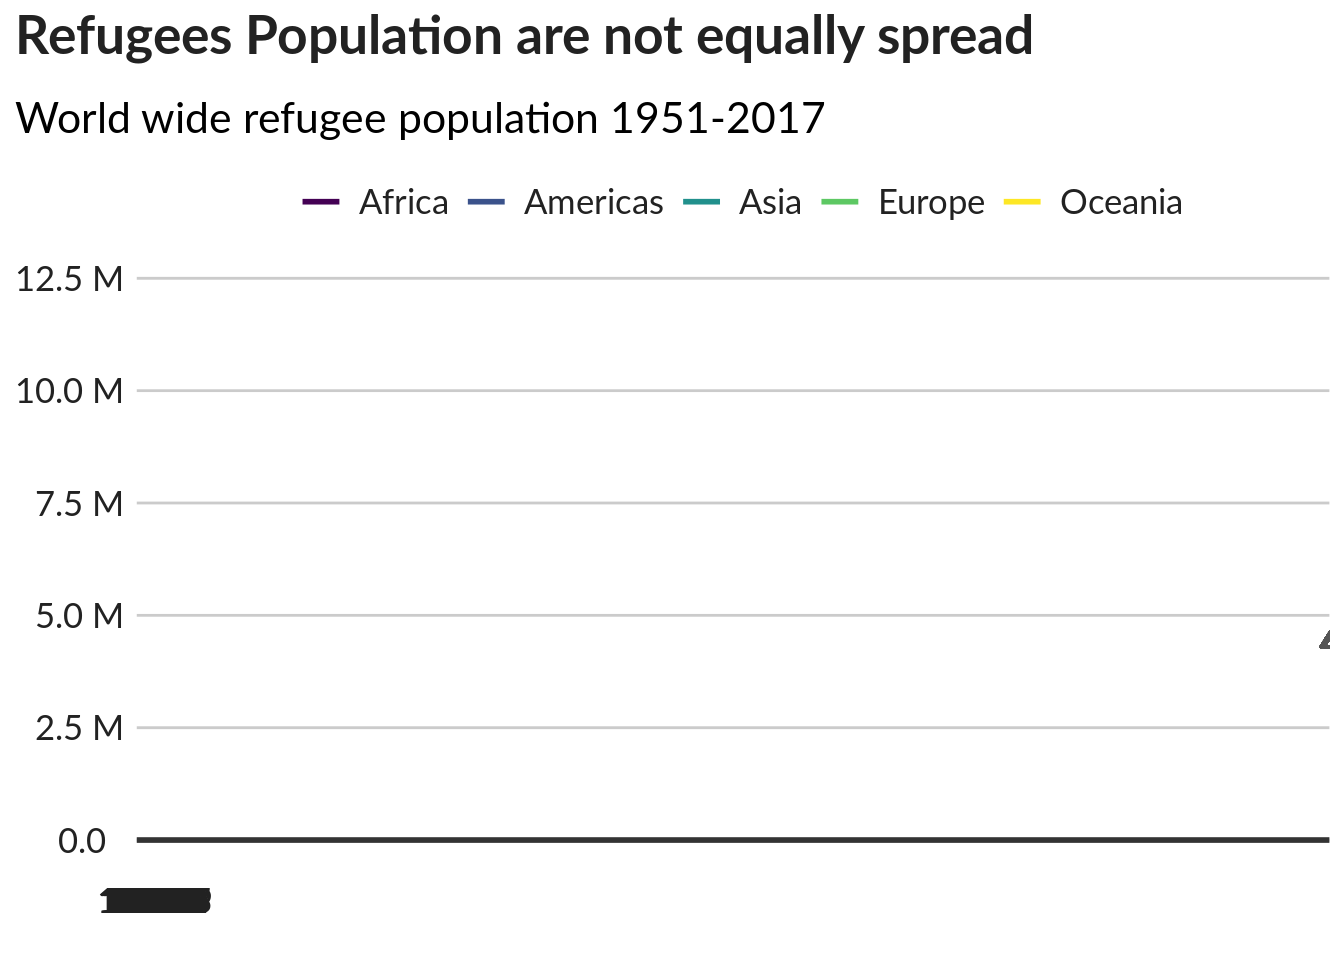 Refugees Population are not equally spread
World wide refugee population 1951-2017
Africa Americas Asia Europe Oceania
12.5 M
10.0 M
7.5 M
5.0 M
2.5 M
0.0